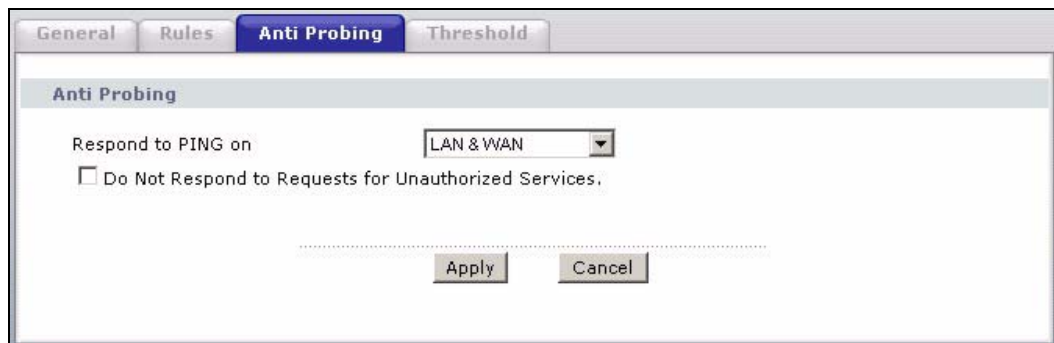 General Rules Anti Probing Threshold
Anti Probing
Respond to PING on LAN & WAN
Do Not Respond to Requests for Unauthorized Services.
Apply Cancel